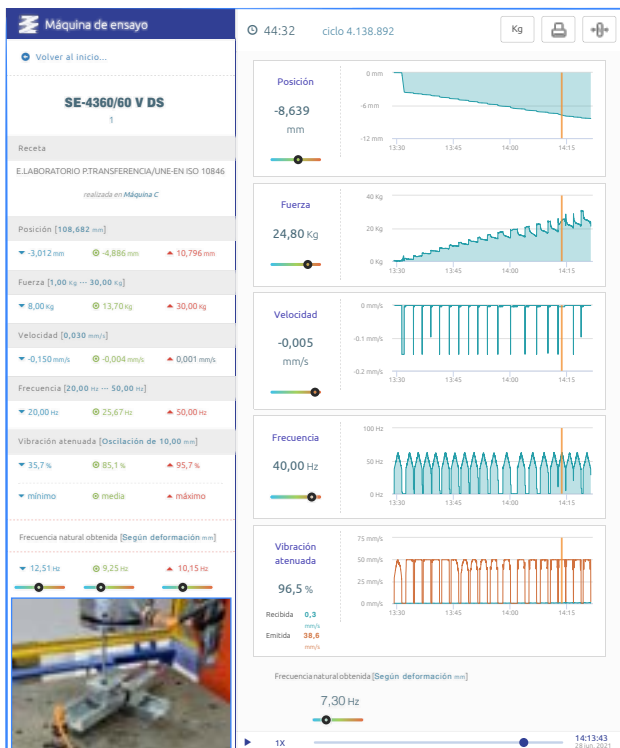 Máquina de ensayo
Volver al inicio...
SE-4360/60 V DS
1
Receta
E.LABORATORIO P.TRANSFERENCIA/UNE-EN ISO 10846
realizada en Máquina C
Posición [108,682 mm]
-3,012 mm -4,886 mm 10,796 mm
Fuerza [1,00 Kg ··· 30,00 Kg]
8,00 Kg 13,70 Kg 30,00 Kg
Velocidad [0,030 mm/s]
-0,150 mm/s -0,004 mm/s 0,001 mm/s
Frecuencia [20,00 Hz ··· 50,00 Hz]
20,00 Hz 25,67 Hz 50,00 Hz
Vibración atenuada [Oscilación de 10,00 mm]
35,7 % 85,1 % 95,7 %
mínimo media máximo
Frecuencia natural obtenida [Según deformación mm]
12,51 Hz 9,25 Hz 10,15 Hz
44:32 ciclo 4.138.892 Kg
Posición
-8,639
mm
0 mm
-6 mm
-12 mm
13:30 13:45 14:00 14:15
Fuerza
24,80 Kg
40 Kg
20 Kg
0 Kg
13:30 13:45 14:00 14:15
Velocidad
-0,005
mm/s
0 mm/s
-0.1 mm/s
-0.2 mm/s
13:30 13:45 14:00 14:15
Frecuencia
40,00 Hz
100 Hz
50 Hz
0 Hz
13:30 13:45 14:00 14:15
Vibración
atenuada
96,5 %
Recibida 0,3
mm/s
Emitida 38,6
mm/s
75 mm/s
50 mm/s
25 mm/s
0 mm/s
13:30 13:45 14:00 14:15
Frecuencia natural obtenida [Según deformación mm]
7,30 Hz
1X
14:13:43
28 jun. 2021